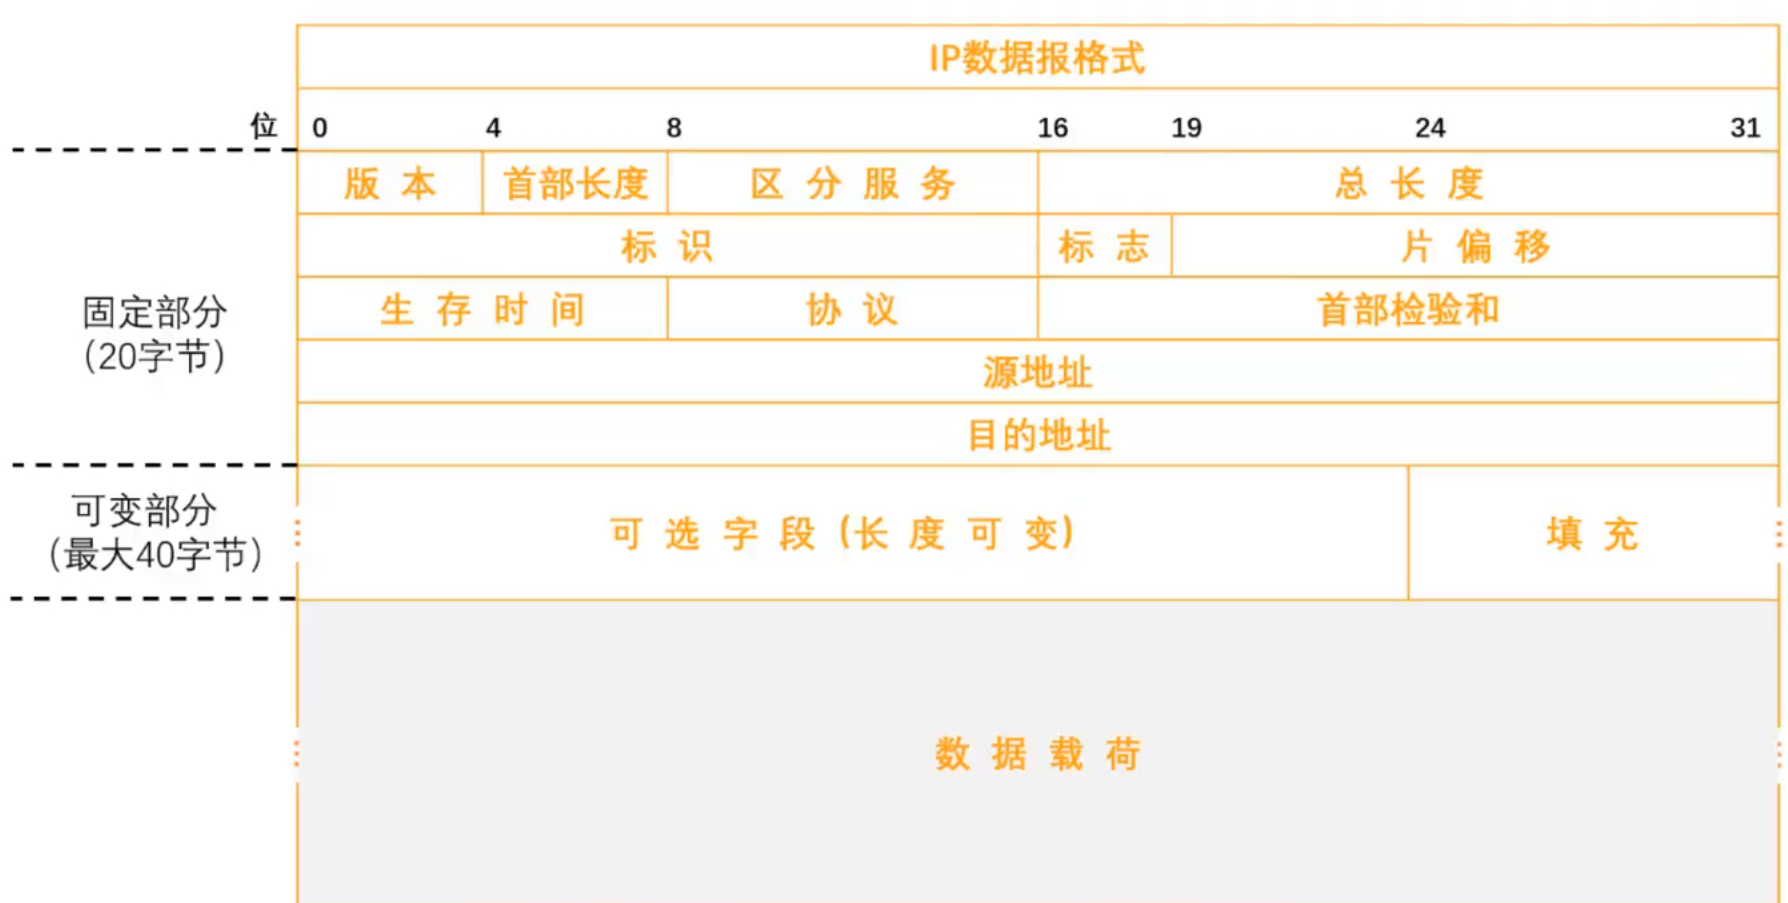 IP数据报格式
位 0 4 8 16 19 24 31
版 本 首部长度 区 分 服 务 总 长 度
标 识 标 志 片 偏 移
生 存 时 间 协 议 首部检验和
固定部分
(20字节)
源地址
目的地址
可变部分
(最大40字节)
可 选 字 段 (长 度 可 变) 填 充
数 据 载 荷